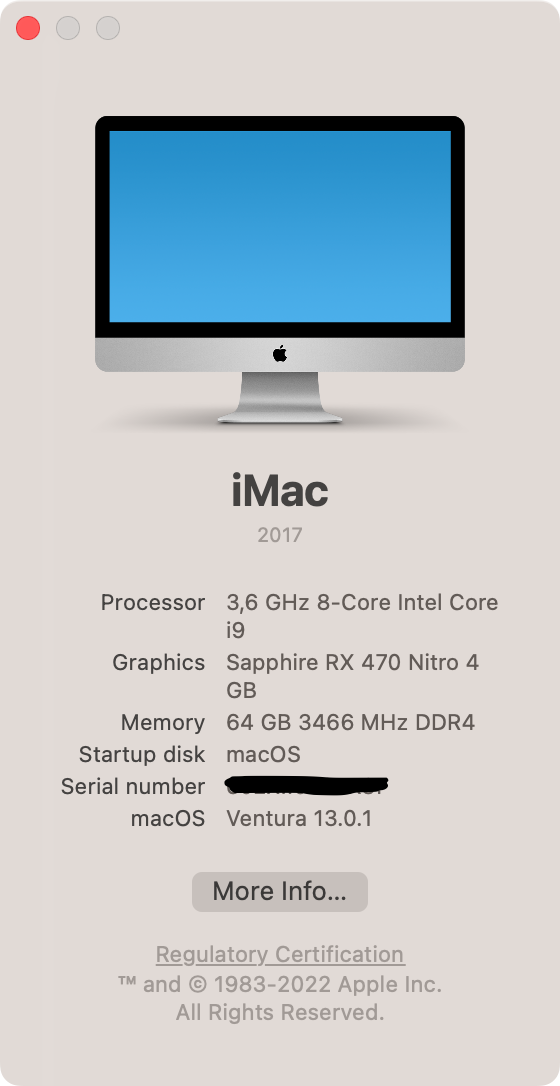 iMac
2017
Processor 3,6 GHz 8-Core Intel Core
i9
Graphics Sapphire RX 470 Nitro 4
GB
Memory 64 GB 3466 MHz DDR4
Startup disk macOS
Serial number
macOS Ventura 13.0.1
More Info...
Regulatory Certification
™ and © 1983-2022 Apple Inc.
All Rights Reserved.